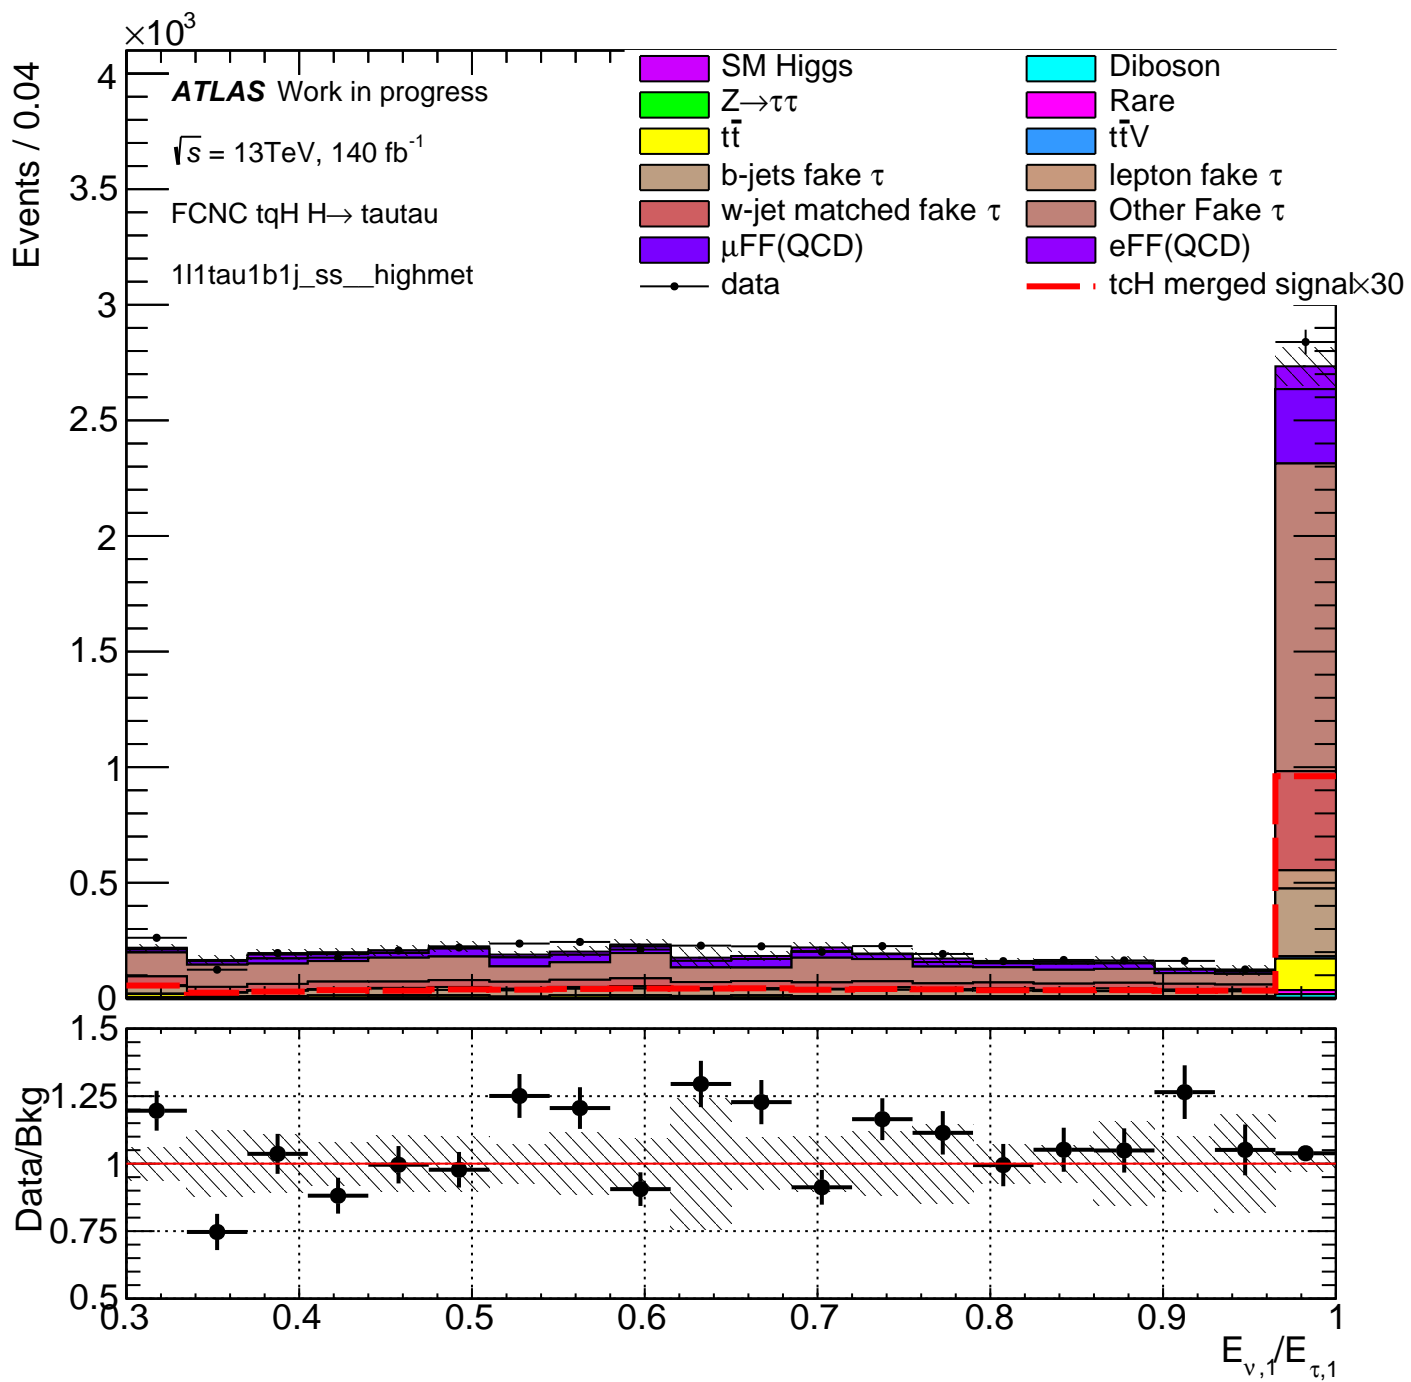 ×10³
Events / 0.04
4
3.5
3
2.5
2
1.5
1
0.5
0
ATLAS Work in progress
√s = 13TeV, 140 fb⁻¹
FCNC tqH H→ tautau
1l1tau1b1j_ss__highmet
SM Higgs
Diboson
Z→ττ
Rare
tt̄
tt̄V
b-jets fake τ
lepton fake τ
w-jet matched fake τ
Other Fake τ
μFF(QCD)
eFF(QCD)
data
tcH merged signal×30
Data/Bkg
1.5
1.25
1
0.75
0.5
0.3 0.4 0.5 0.6 0.7 0.8 0.9 1
E_ν,1/E_τ,1